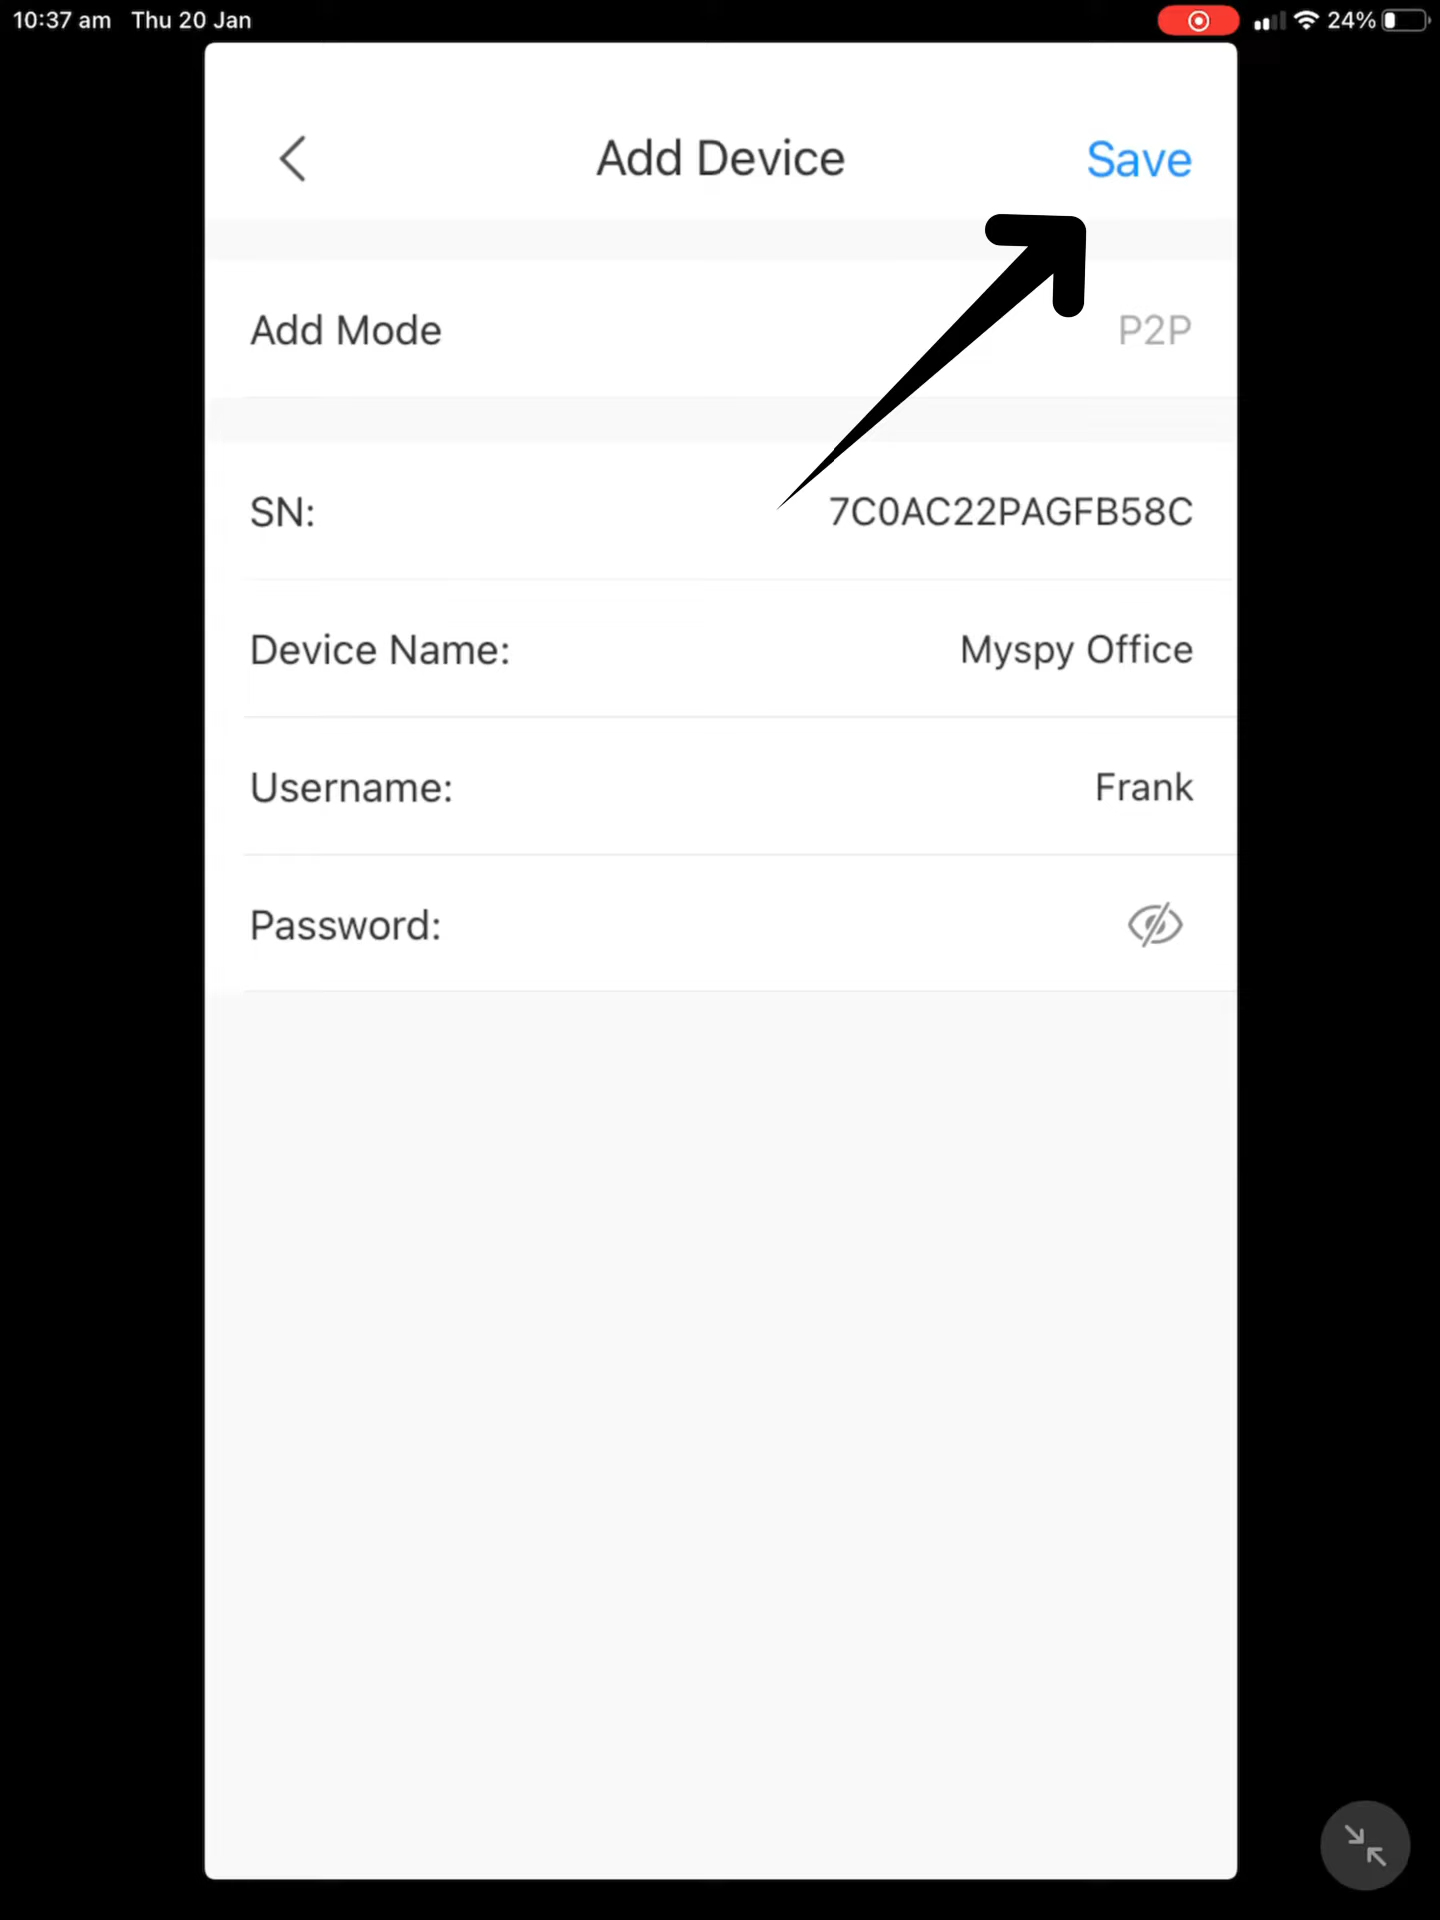 10:37 am Thu 20 Jan 24%
Add Device Save
Add Mode P2P
SN: 7C0AC22PAGFB58C
Device Name: Myspy Office
Username: Frank
Password: